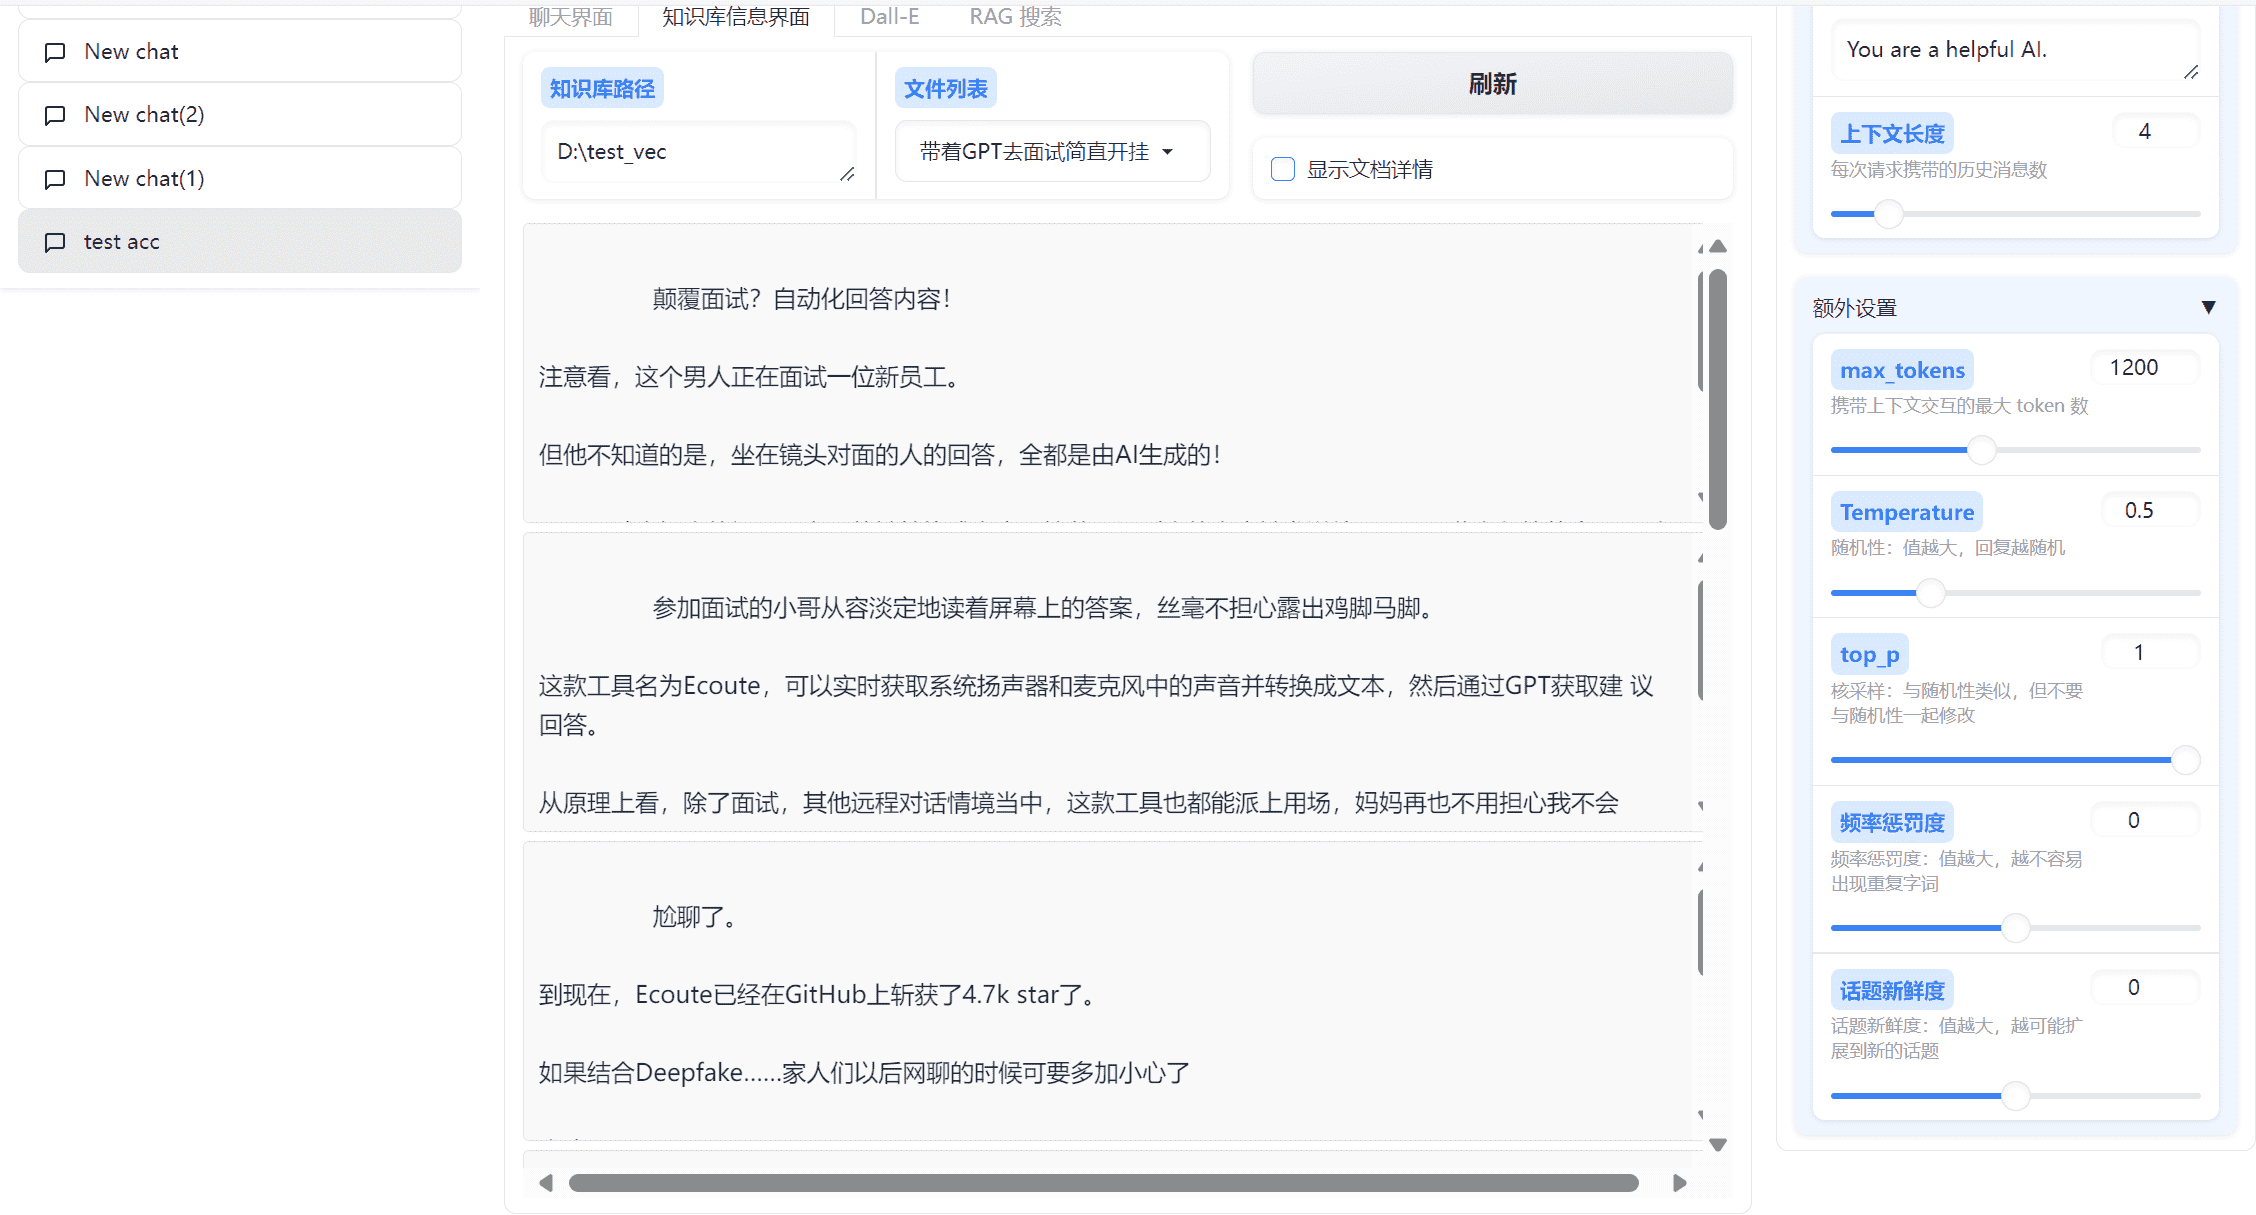 New chat
New chat(2)
New chat(1)
test acc
聊天界面
知识库信息界面
Dall-E
RAG 搜索
知识库路径
D:\test_vec
文件列表
带着GPT去面试简直开挂
刷新
显示文档详情
颠覆面试？自动化回答内容！
注意看，这个男人正在面试一位新员工。
但他不知道的是，坐在镜头对面的人的回答，全都是由AI生成的！
参加面试的小哥从容淡定地读着屏幕上的答案，丝毫不担心露出鸡脚马脚。
这款工具名为Ecoute，可以实时获取系统扬声器和麦克风中的声音并转换成文本，然后通过GPT获取建 议
回答。
从原理上看，除了面试，其他远程对话情境当中，这款工具也都能派上用场，妈妈再也不用担心我不会
尬聊了。
到现在，Ecoute已经在GitHub上斩获了4.7k star了。
如果结合Deepfake......家人们以后网聊的时候可要多加小心了
You are a helpful AI.
上下文长度
4
每次请求携带的历史消息数
额外设置
max_tokens
1200
携带上下文交互的最大 token 数
Temperature
0.5
随机性：值越大，回复越随机
top_p
1
核采样：与随机性类似，但不要
与随机性一起修改
频率惩罚度
0
频率惩罚度：值越大，越不容易
出现重复字词
话题新鲜度
0
话题新鲜度：值越大，越可能扩
展到新的话题